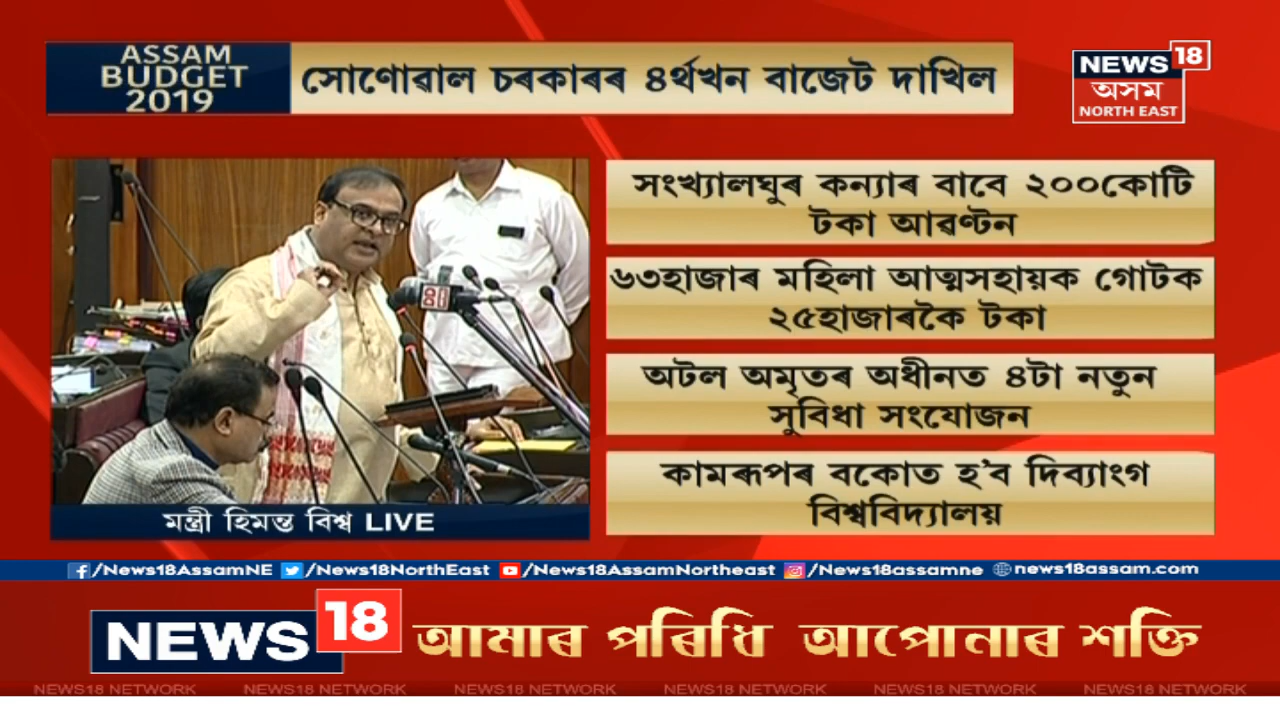 ASSAM
BUDGET
2019
সোণোৱাল চৰকাৰৰ ৪ৰ্থখন বাজেট দাখিল
NEWS 18
অসম
NORTH EAST
সংখ্যালঘুৰ কন্যাৰ বাবে ২০০কোটি
টকা আৱণ্টন
৬৩হাজাৰ মহিলা আত্মসহায়ক গোটক
২৫হাজাৰকৈ টকা
অটল অমৃতৰ অধীনত ৪টা নতুন
সুবিধা সংযোজন
কামৰূপৰ বকোত হ'ব দিব্যাংগ
বিশ্ববিদ্যালয়
মন্ত্ৰী হিমন্ত বিশ্ব LIVE
/News18AssamNE /News18NorthEast /News18AssamNortheast /News18assamne news18assam.com
NEWS 18 আমাৰ পৰিধি আপোনাৰ শক্তি
NEWS18 NETWORK NEWS18 NETWORK NEWS18 NETWORK NEWS18 NETWORK NEWS18 NETWORK NEWS18 NETWORK